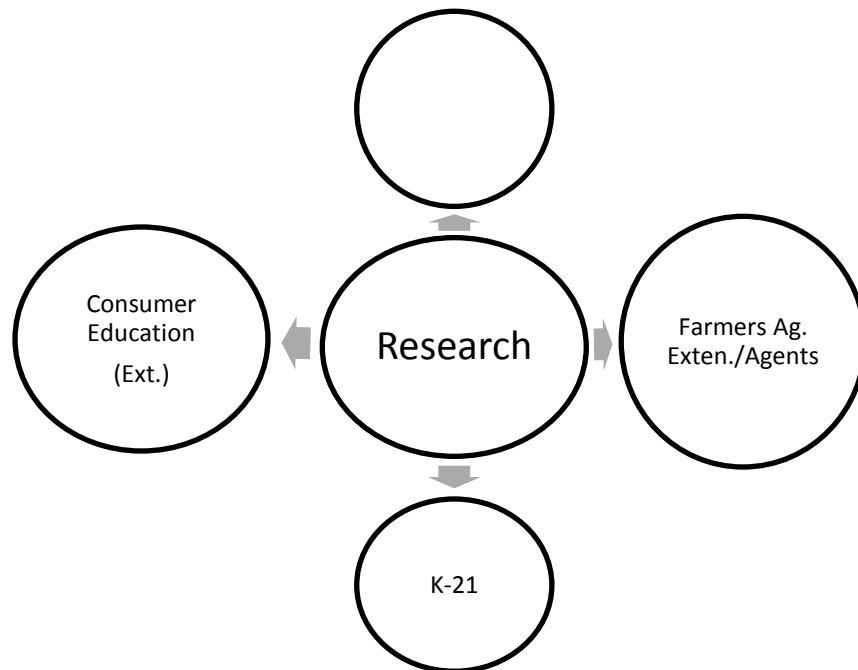 Consumer
Education
(Ext.)
Research
Farmers Ag.
Exten./Agents
K-21